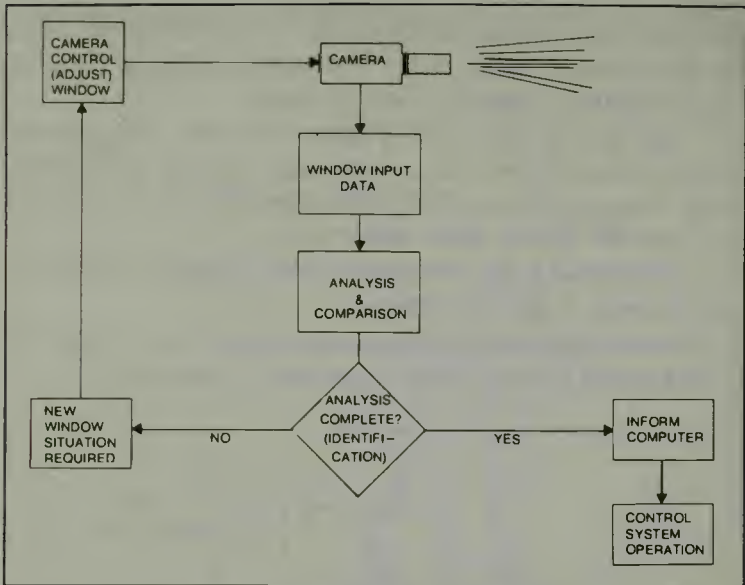 CAMERA
CONTROL
(ADJUST)
WINDOW
CAMERA
WINDOW INPUT
DATA
ANALYSIS
&
COMPARISON
ANALYSIS
COMPLETE?
(IDENTIFI-
CATION)
NO
YES
NEW
WINDOW
SITUATION
REQUIRED
INFORM
COMPUTER
CONTROL
SYSTEM
OPERATION